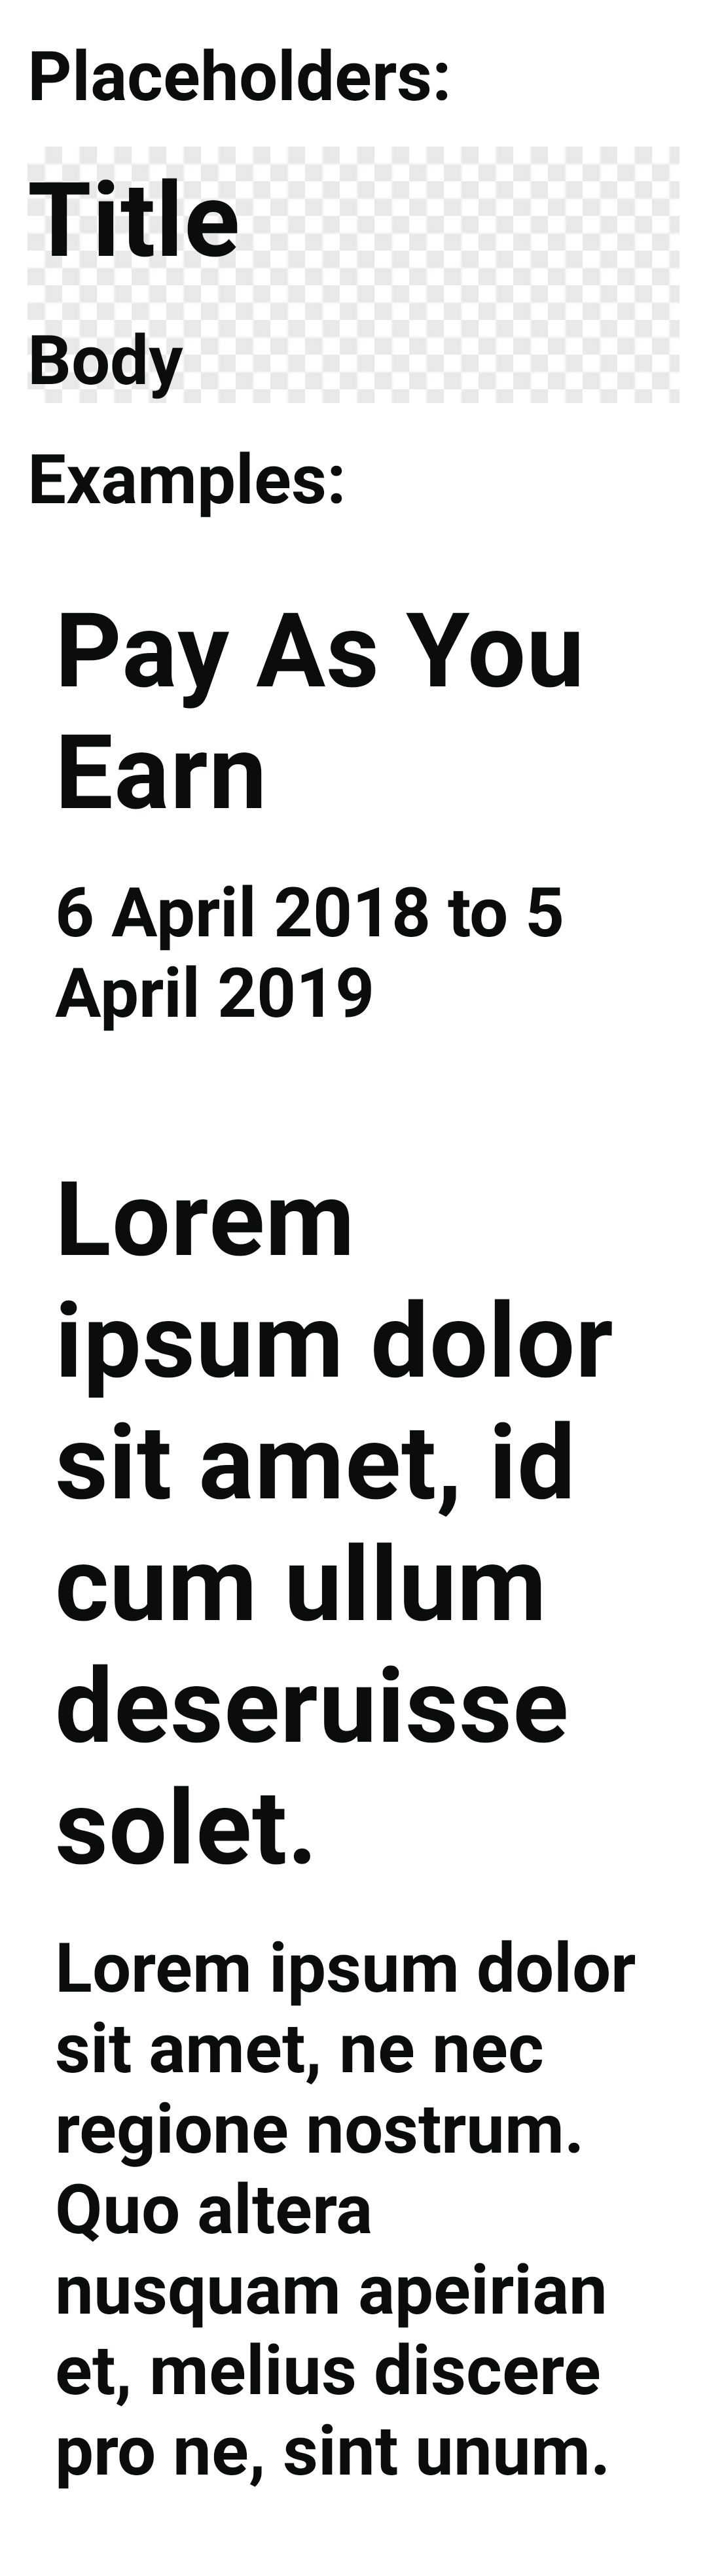 Placeholders:
Title
Body
Examples:
Pay As You
Earn
6 April 2018 to 5
April 2019
Lorem
ipsum dolor
sit amet, id
cum ullum
deseruisse
solet.
Lorem ipsum dolor
sit amet, ne nec
regione nostrum.
Quo altera
nusquam apeirian
et, melius discere
pro ne, sint unum.